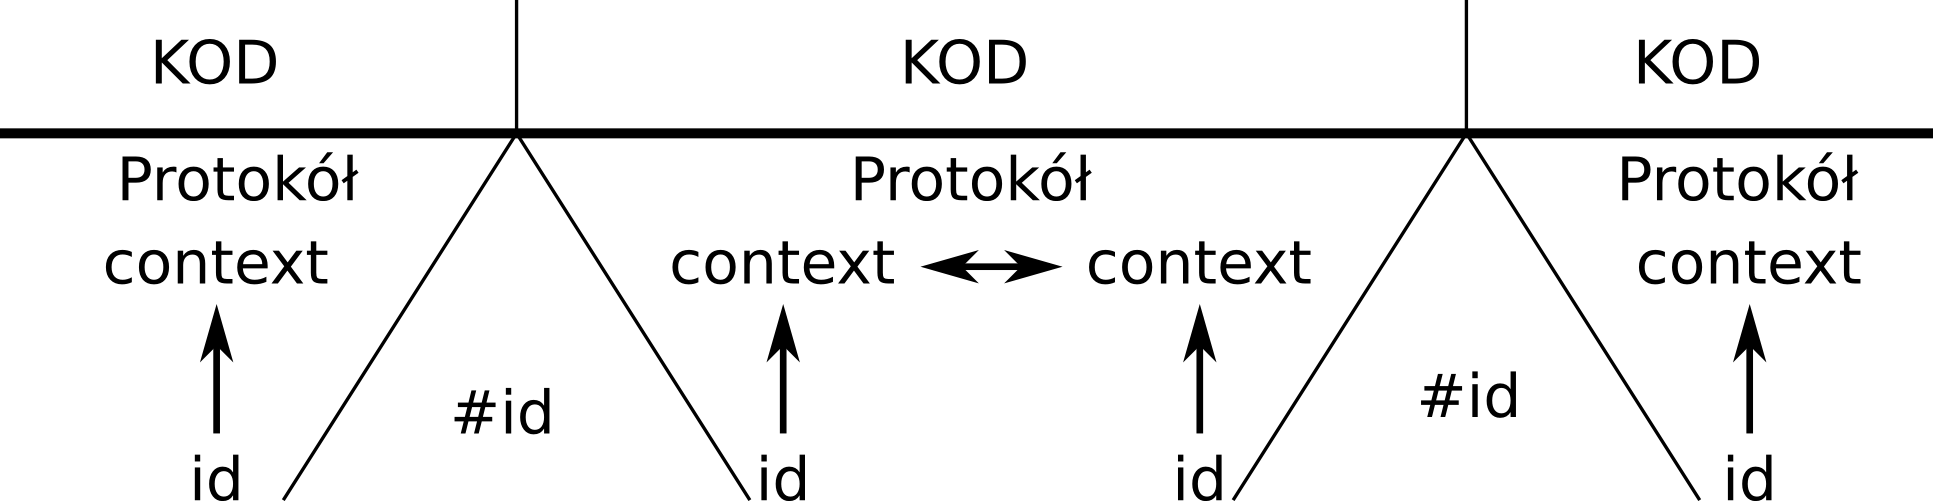 KOD KOD KOD
Protokół Protokół Protokół
context context context context
#id #id
id id id id